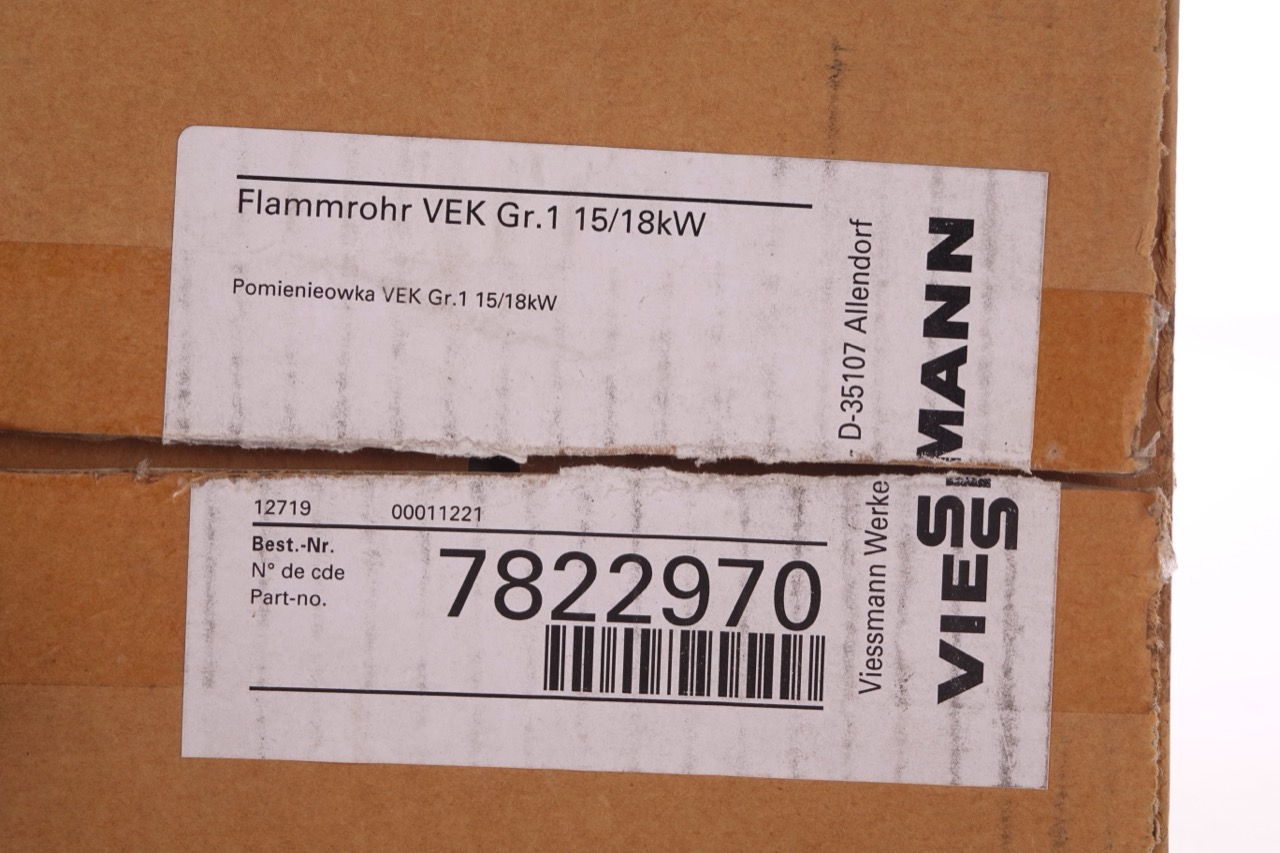 Flammrohr VEK Gr.1 15/18kW
Pomienieowka VEK Gr.1 15/18kW
12719 00011221
Best.-Nr.
N° de cde
Part-no.
7822970
Viessmann Werke D-35107 Allendorf
VIESSMANN